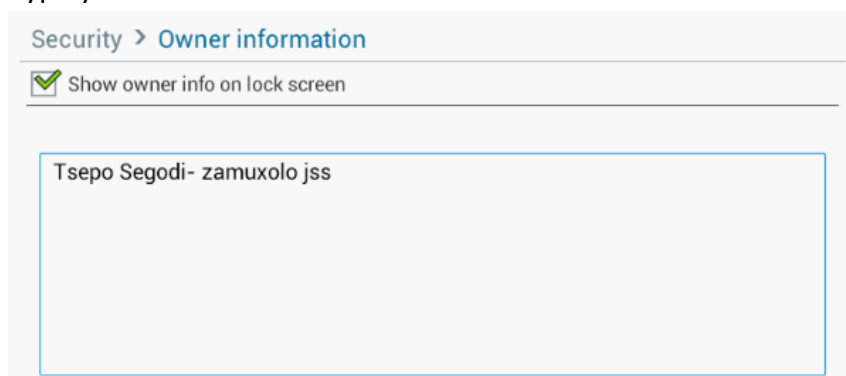 Security > Owner information
Show owner info on lock screen
Tsepo Segodi- zamuxolo jss